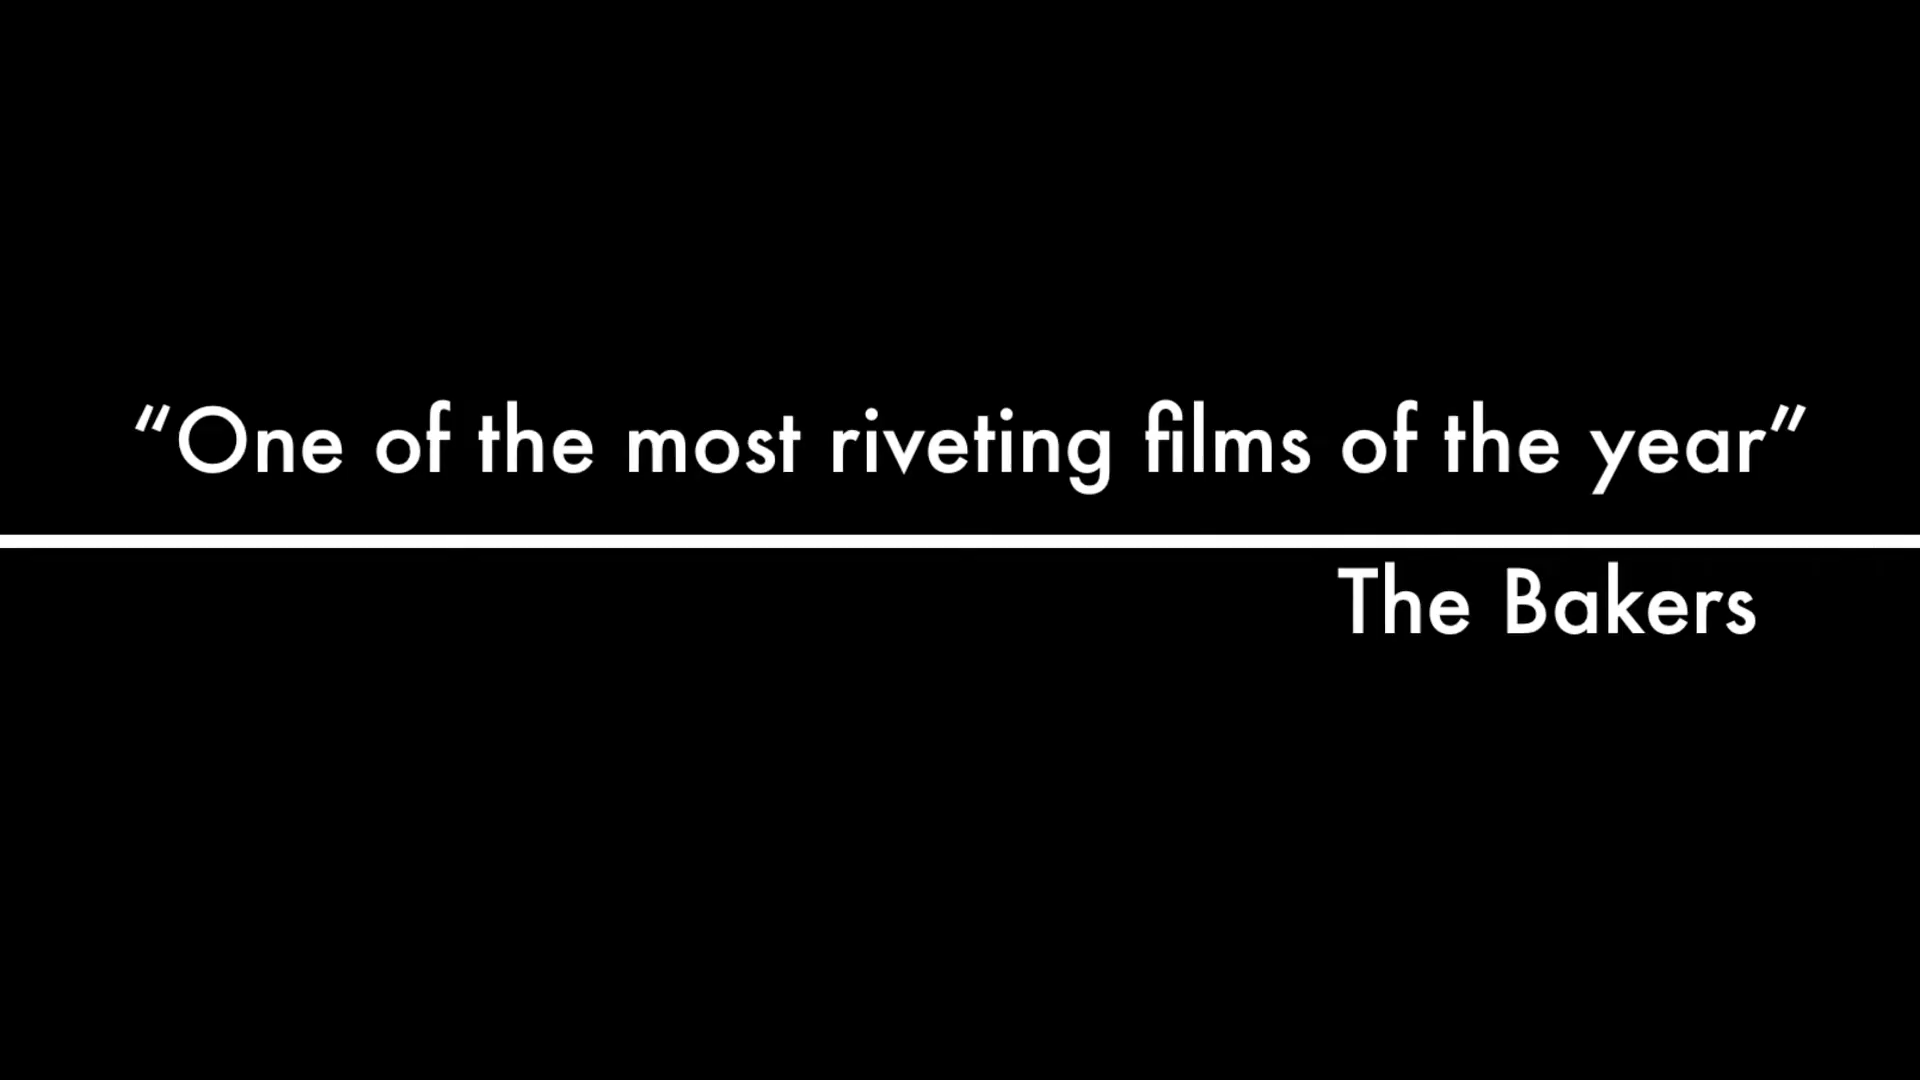 “One of the most riveting films of the year”
The Bakers